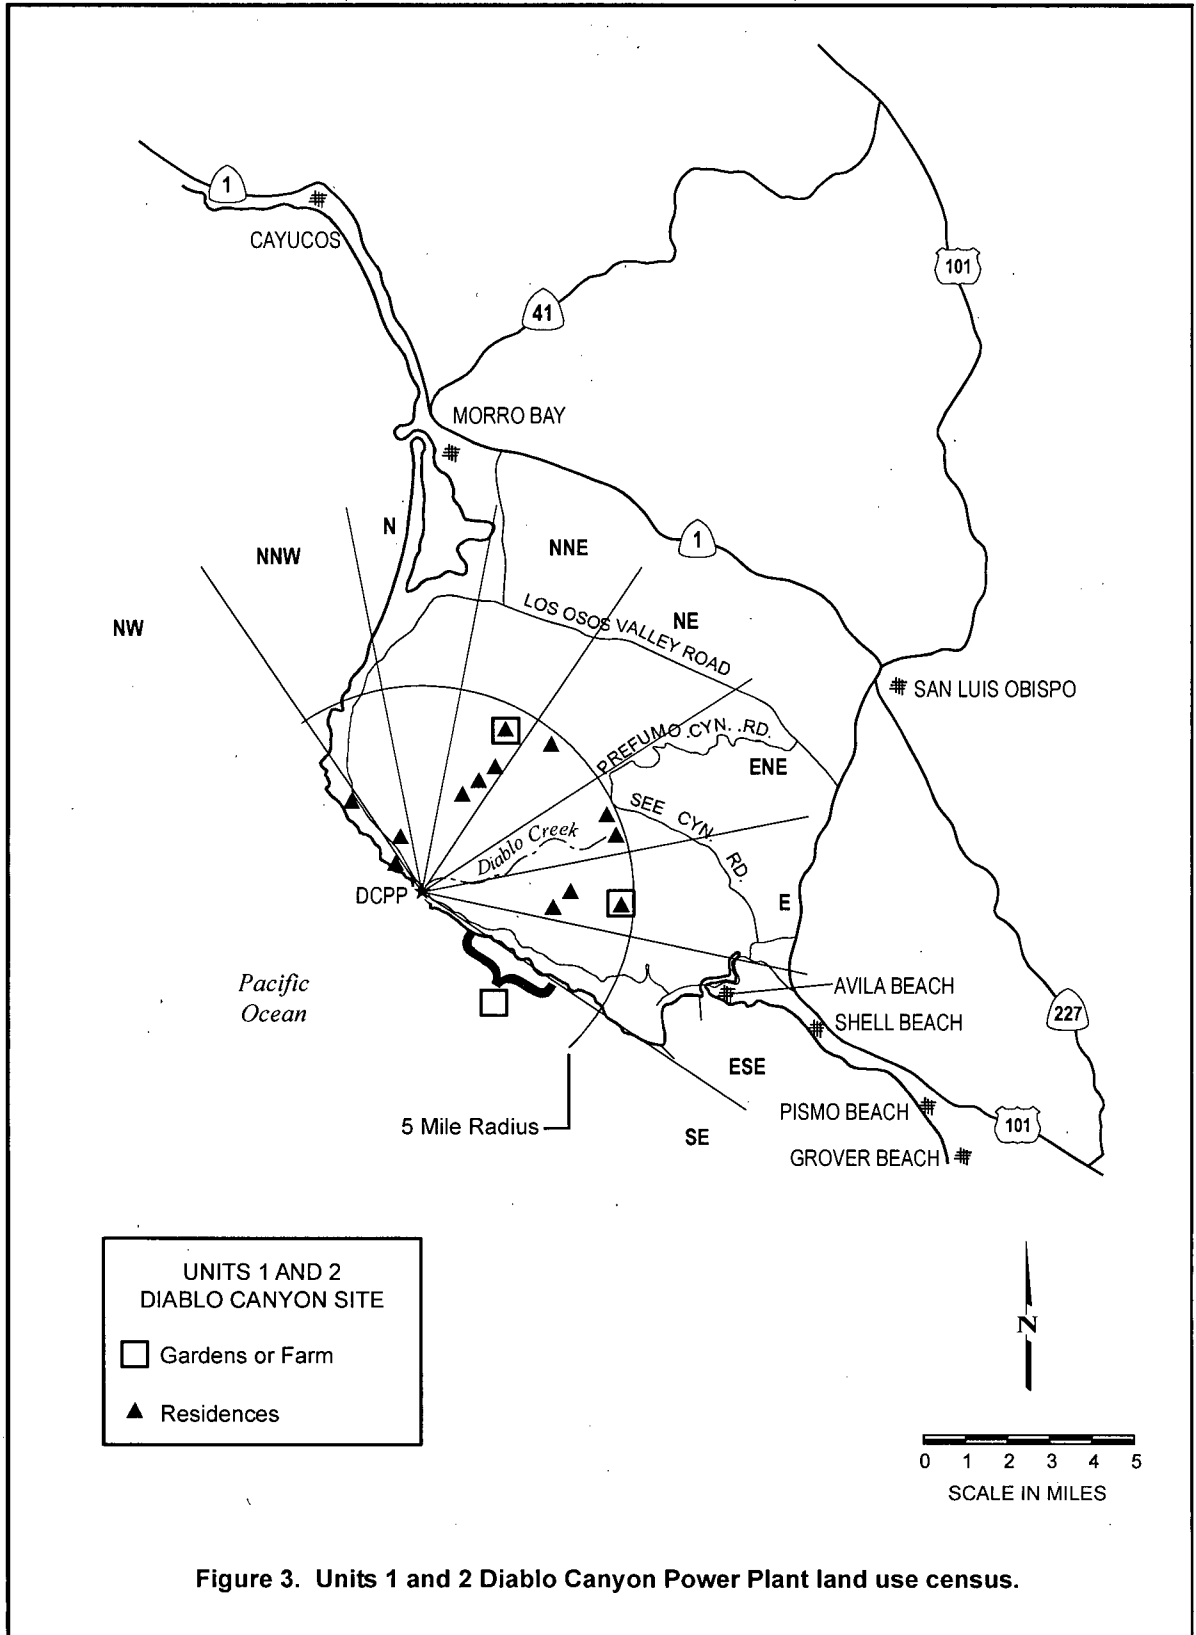 1
CAYUCOS
101
41
MORRO BAY
N
NNW
NNE
1
LOS OSOS VALLEY ROAD
NE
NW
SAN LUIS OBISPO
PREFUMO CYN. RD.
ENE
SEE CYN. RD.
Diablo Creek
DCPP
E
Pacific
Ocean
AVILA BEACH
SHELL BEACH
227
ESE
5 Mile Radius
PISMO BEACH
101
SE
GROVER BEACH
UNITS 1 AND 2
DIABLO CANYON SITE
Gardens or Farm
Residences
N
0 1 2 3 4 5
SCALE IN MILES
Figure 3. Units 1 and 2 Diablo Canyon Power Plant land use census.